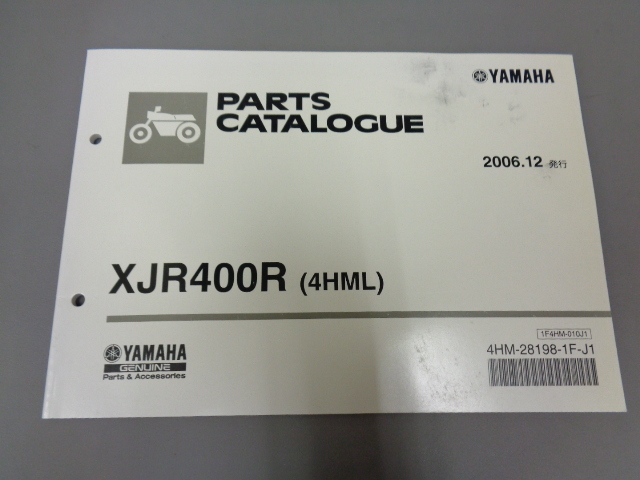 YAMAHA
PARTS
CATALOGUE
2006.12 発行
XJR400R (4HML)
1F4HM-010J1
YAMAHA
GENUINE
Parts & Accessories
4HM-28198-1F-J1